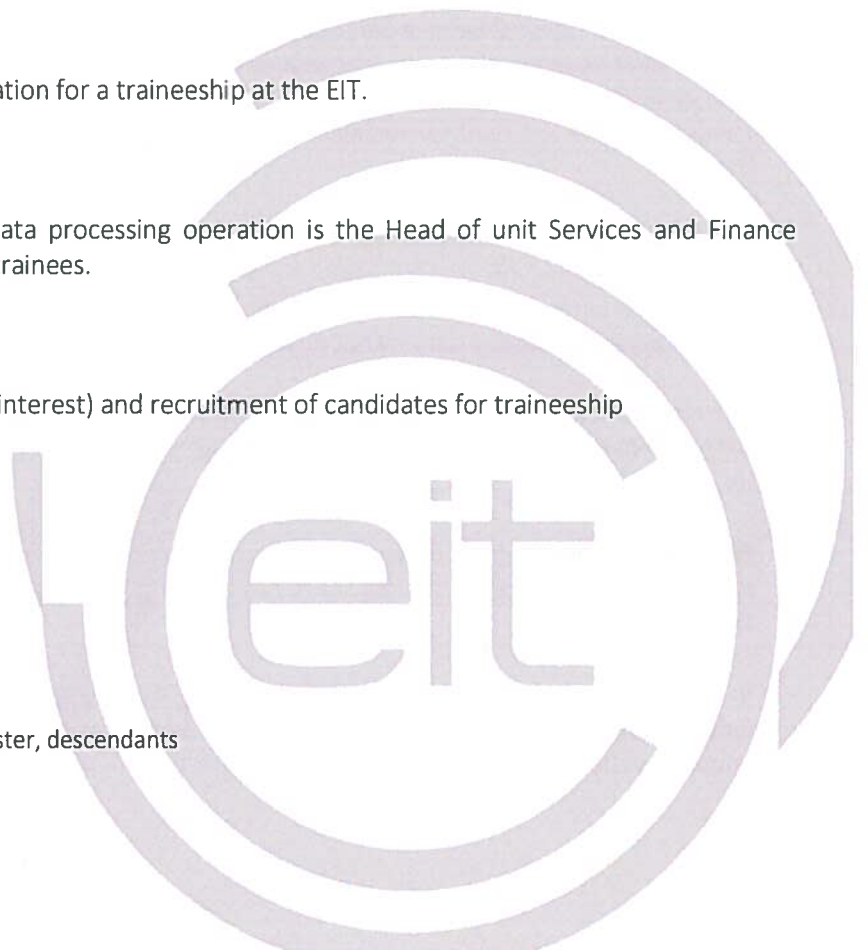 ation for a traineeship at the EIT.
ata processing operation is the Head of unit Services and Finance
rainees.
interest) and recruitment of candidates for traineeship
eit
ster, descendants